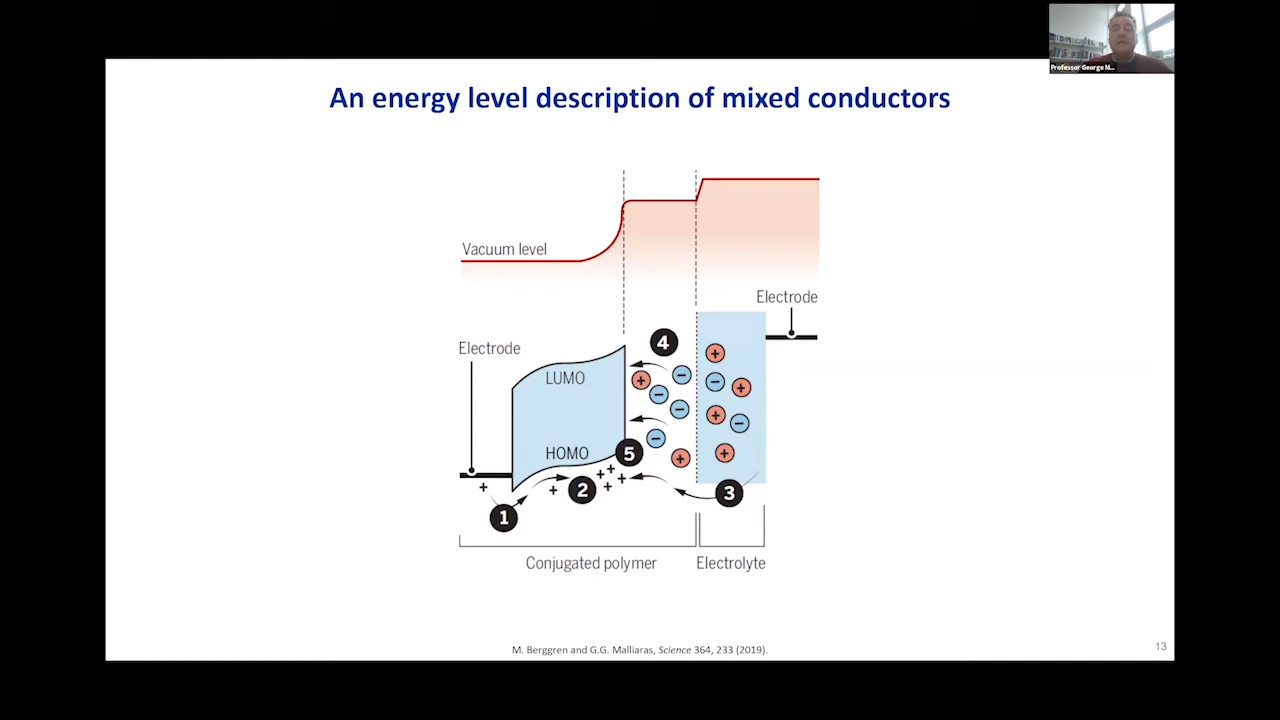 Professor George M...
An energy level description of mixed conductors
Vacuum level
Electrode
Electrode
4
LUMO
HOMO
5
2
3
1
Conjugated polymer
Electrolyte
M. Berggren and G.G. Malliaras, Science 364, 233 (2019).
13